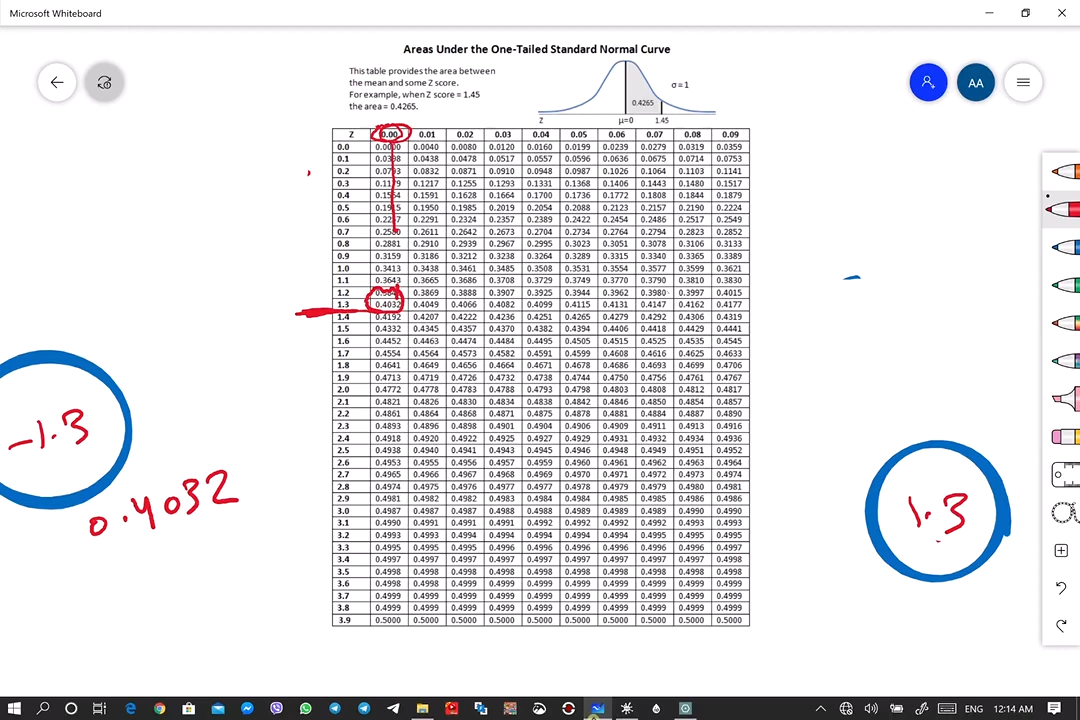 Microsoft Whiteboard
Areas Under the One-Tailed Standard Normal Curve
This table provides the area between
the mean and some Z score.
For example, when Z score = 1.45
the area = 0.4265.
σ=1
0.4265
Z μ=0 1.45
AA
Z 0.00 0.01 0.02 0.03 0.04 0.05 0.06 0.07 0.08 0.09
0.0 0.0000 0.0040 0.0080 0.0120 0.0160 0.0199 0.0239 0.0279 0.0319 0.0359
0.1 0.0398 0.0438 0.0478 0.0517 0.0557 0.0596 0.0636 0.0675 0.0714 0.0753
0.2 0.0793 0.0832 0.0871 0.0910 0.0948 0.0987 0.1026 0.1064 0.1103 0.1141
0.3 0.1179 0.1217 0.1255 0.1293 0.1331 0.1368 0.1406 0.1443 0.1480 0.1517
0.4 0.1554 0.1591 0.1628 0.1664 0.1700 0.1736 0.1772 0.1808 0.1844 0.1879
0.5 0.1915 0.1950 0.1985 0.2019 0.2054 0.2088 0.2123 0.2157 0.2190 0.2224
0.6 0.2257 0.2291 0.2324 0.2357 0.2389 0.2422 0.2454 0.2486 0.2517 0.2549
0.7 0.2580 0.2611 0.2642 0.2673 0.2704 0.2734 0.2764 0.2794 0.2823 0.2852
0.8 0.2881 0.2910 0.2939 0.2967 0.2995 0.3023 0.3051 0.3078 0.3106 0.3133
0.9 0.3159 0.3186 0.3212 0.3238 0.3264 0.3289 0.3315 0.3340 0.3365 0.3389
1.0 0.3413 0.3438 0.3461 0.3485 0.3508 0.3531 0.3554 0.3577 0.3599 0.3621
1.1 0.3643 0.3665 0.3686 0.3708 0.3729 0.3749 0.3770 0.3790 0.3810 0.3830
1.2 0.3869 0.3888 0.3907 0.3925 0.3944 0.3962 0.3980 0.3997 0.4015
1.3 0.4032 0.4049 0.4066 0.4082 0.4099 0.4115 0.4131 0.4147 0.4162 0.4177
1.4 0.4192 0.4207 0.4222 0.4236 0.4251 0.4265 0.4279 0.4292 0.4306 0.4319
1.5 0.4332 0.4345 0.4357 0.4370 0.4382 0.4394 0.4406 0.4418 0.4429 0.4441
1.6 0.4452 0.4463 0.4474 0.4484 0.4495 0.4505 0.4515 0.4525 0.4535 0.4545
1.7 0.4554 0.4564 0.4573 0.4582 0.4591 0.4599 0.4608 0.4616 0.4625 0.4633
1.8 0.4641 0.4649 0.4656 0.4664 0.4671 0.4678 0.4686 0.4693 0.4699 0.4706
1.9 0.4713 0.4719 0.4726 0.4732 0.4738 0.4744 0.4750 0.4756 0.4761 0.4767
2.0 0.4772 0.4778 0.4783 0.4788 0.4793 0.4798 0.4803 0.4808 0.4812 0.4817
2.1 0.4821 0.4826 0.4830 0.4834 0.4838 0.4842 0.4846 0.4850 0.4854 0.4857
2.2 0.4861 0.4864 0.4868 0.4871 0.4875 0.4878 0.4881 0.4884 0.4887 0.4890
2.3 0.4893 0.4896 0.4898 0.4901 0.4904 0.4906 0.4909 0.4911 0.4913 0.4916
2.4 0.4918 0.4920 0.4922 0.4925 0.4927 0.4929 0.4931 0.4932 0.4934 0.4936
2.5 0.4938 0.4940 0.4941 0.4943 0.4945 0.4946 0.4948 0.4949 0.4951 0.4952
2.6 0.4953 0.4955 0.4956 0.4957 0.4959 0.4960 0.4961 0.4962 0.4963 0.4964
2.7 0.4965 0.4966 0.4967 0.4968 0.4969 0.4970 0.4971 0.4972 0.4973 0.4974
2.8 0.4974 0.4975 0.4976 0.4977 0.4977 0.4978 0.4979 0.4979 0.4980 0.4981
2.9 0.4981 0.4982 0.4982 0.4983 0.4984 0.4984 0.4985 0.4985 0.4986 0.4986
3.0 0.4987 0.4987 0.4987 0.4988 0.4988 0.4989 0.4989 0.4989 0.4990 0.4990
3.1 0.4990 0.4991 0.4991 0.4991 0.4992 0.4992 0.4992 0.4992 0.4993 0.4993
3.2 0.4993 0.4993 0.4994 0.4994 0.4994 0.4994 0.4994 0.4995 0.4995 0.4995
3.3 0.4995 0.4995 0.4995 0.4996 0.4996 0.4996 0.4996 0.4996 0.4996 0.4997
3.4 0.4997 0.4997 0.4997 0.4997 0.4997 0.4997 0.4997 0.4997 0.4997 0.4998
3.5 0.4998 0.4998 0.4998 0.4998 0.4998 0.4998 0.4998 0.4998 0.4998 0.4998
3.6 0.4998 0.4998 0.4999 0.4999 0.4999 0.4999 0.4999 0.4999 0.4999 0.4999
3.7 0.4999 0.4999 0.4999 0.4999 0.4999 0.4999 0.4999 0.4999 0.4999 0.4999
3.8 0.4999 0.4999 0.4999 0.4999 0.4999 0.4999 0.4999 0.4999 0.4999 0.4999
3.9 0.5000 0.5000 0.5000 0.5000 0.5000 0.5000 0.5000 0.5000 0.5000 0.5000
-1.3
0.4032
1.3
ENG 12:14 AM